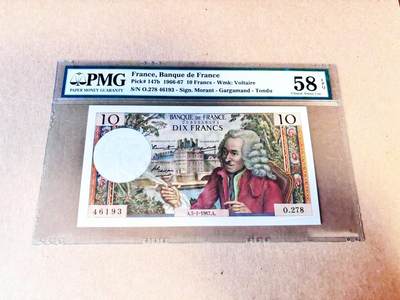 PMG
PAPER MONEY GUARANTY
France, Banque de France
Pick# 147b 1966-67 10 Francs - Wmk: Voltaire
S/N O.278 46193 - Sign. Morant - Gargamand - Tondu
58 EPQ
Choice About Unc
10
BANQUE DE FRANCE
DIX FRANCS
10
46193
A.5-1-1967.A.
O.278